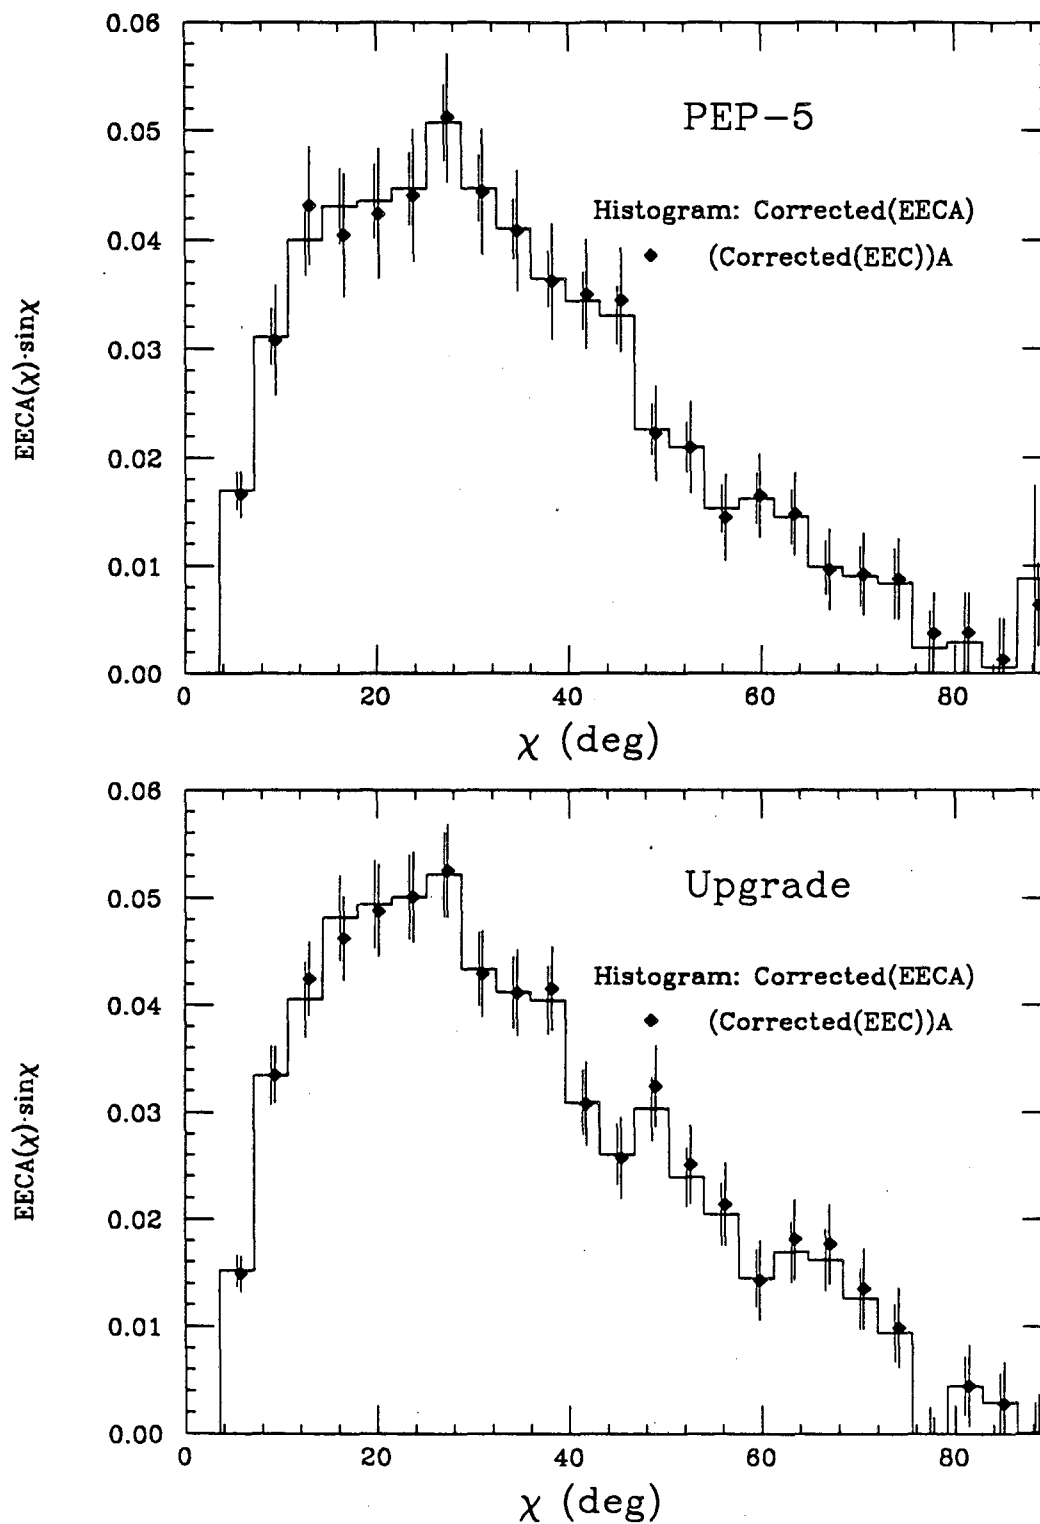 0.06
0.05
0.04
0.03
0.02
0.01
0.00
EECA(χ)·sinχ
PEP-5
Histogram: Corrected(EECA)
(Corrected(EEC))A
0 20 40 60 80
χ (deg)
0.06
0.05
0.04
0.03
0.02
0.01
0.00
EECA(χ)·sinχ
Upgrade
Histogram: Corrected(EECA)
(Corrected(EEC))A
0 20 40 60 80
χ (deg)